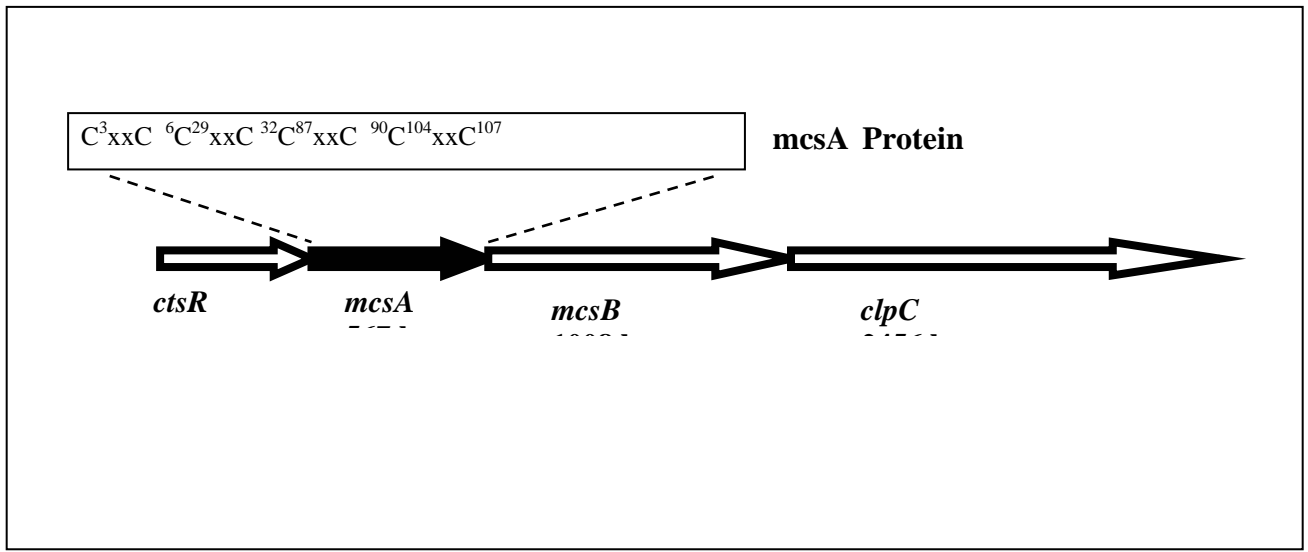 C³xxC ⁶C²⁹xxC ³²C⁸⁷xxC ⁹⁰C¹⁰⁴xxC¹⁰⁷
mcsA Protein
ctsR mcsA mcsB clpC